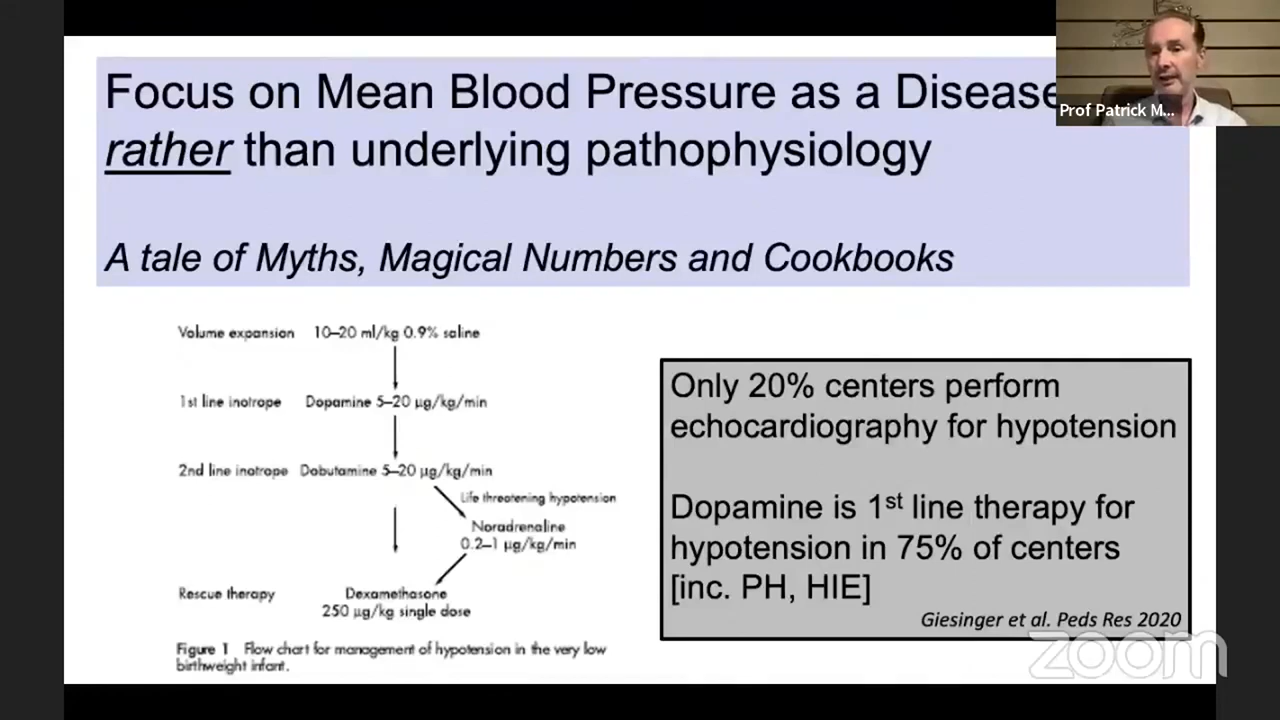 Focus on Mean Blood Pressure as a Disease
rather than underlying pathophysiology
A tale of Myths, Magical Numbers and Cookbooks
Prof Patrick M...
Volume expansion 10–20 ml/kg 0.9% saline
1st line inotrope Dopamine 5–20 µg/kg/min
2nd line inotrope Dobutamine 5–20 µg/kg/min
Life threatening hypotension
Noradrenaline
0.2–1 µg/kg/min
Rescue therapy Dexamethasone
250 µg/kg single dose
Figure 1 Flow chart for management of hypotension in the very low
birthweight infant.
Only 20% centers perform
echocardiography for hypotension
Dopamine is 1st line therapy for
hypotension in 75% of centers
[inc. PH, HIE]
Giesinger et al. Peds Res 2020
zoom